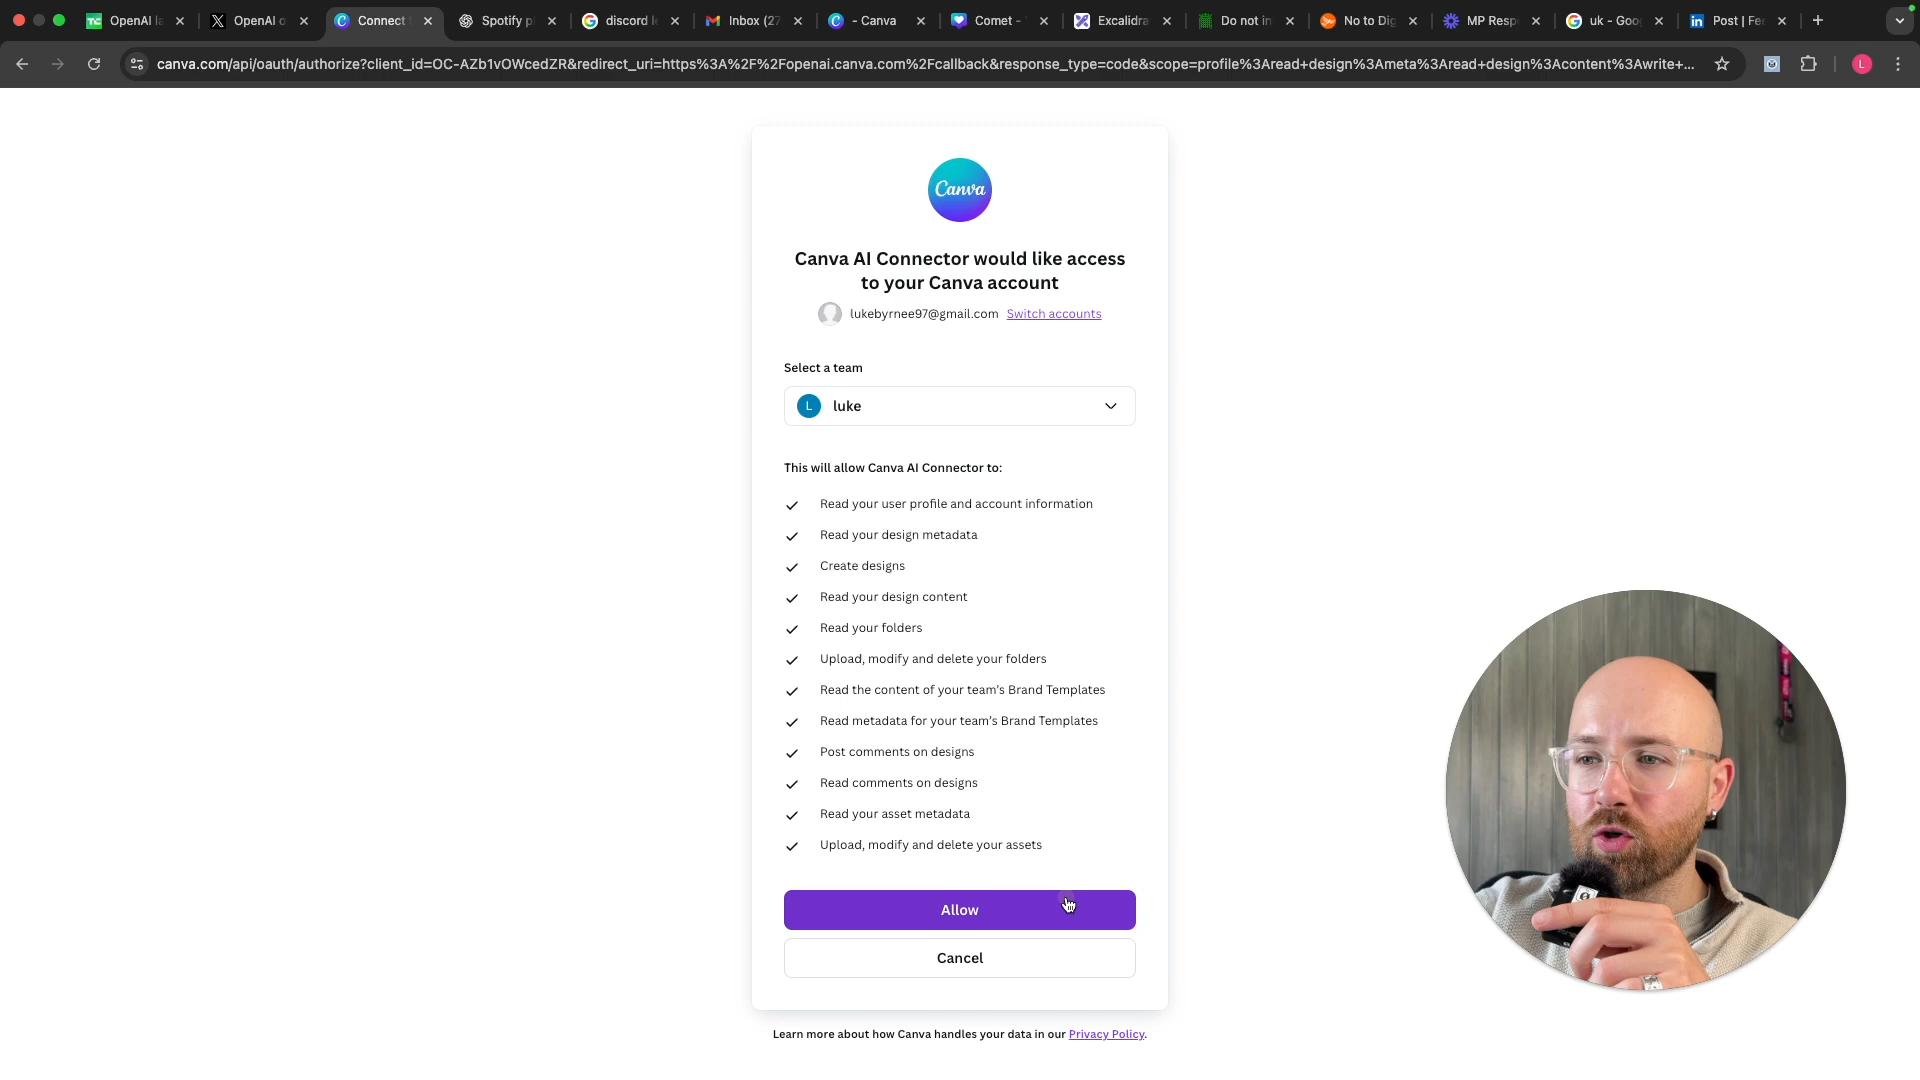 OpenAI la
OpenAI o
Connect
Spotify p
discord le
Inbox (27
- Canva
Comet -
Excalidra
Do not in
No to Dig
MP Resp
uk - Goo
Post | Fe
canva.com/api/oauth/authorize?client_id=OC-AZb1vOWcedZR&redirect_uri=https%3A%2F%2Fopenai.canva.com%2Fcallback&response_type=code&scope=profile%3Aread+design%3Ameta%3Aread+design%3Acontent%3Awrite+...
L
Canva
Canva AI Connector would like access
to your Canva account
lukebyrnee97@gmail.com Switch accounts
Select a team
L luke
This will allow Canva AI Connector to:
Read your user profile and account information
Read your design metadata
Create designs
Read your design content
Read your folders
Upload, modify and delete your folders
Read the content of your team's Brand Templates
Read metadata for your team's Brand Templates
Post comments on designs
Read comments on designs
Read your asset metadata
Upload, modify and delete your assets
Allow
Cancel
Learn more about how Canva handles your data in our Privacy Policy.